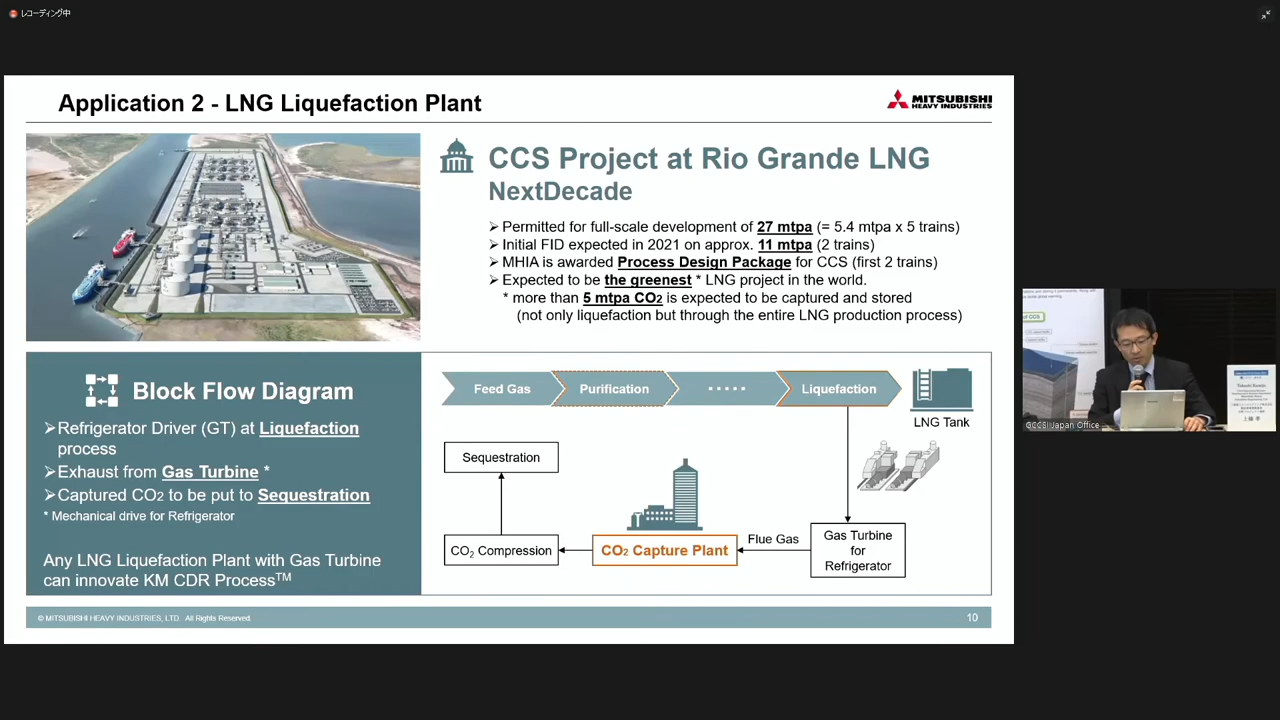 レコーディング中
Application 2 - LNG Liquefaction Plant
MITSUBISHI
HEAVY INDUSTRIES
CCS Project at Rio Grande LNG
NextDecade
➢Permitted for full-scale development of 27 mtpa (= 5.4 mtpa x 5 trains)
➢Initial FID expected in 2021 on approx. 11 mtpa (2 trains)
➢MHIA is awarded Process Design Package for CCS (first 2 trains)
➢Expected to be the greenest * LNG project in the world.
* more than 5 mtpa CO2 is expected to be captured and stored
(not only liquefaction but through the entire LNG production process)
Block Flow Diagram
➢Refrigerator Driver (GT) at Liquefaction
process
➢Exhaust from Gas Turbine *
➢Captured CO2 to be put to Sequestration
* Mechanical drive for Refrigerator
Any LNG Liquefaction Plant with Gas Turbine
can innovate KM CDR Process™
Feed Gas
Purification
Liquefaction
LNG Tank
Sequestration
CO2 Compression
CO2 Capture Plant
Flue Gas
Gas Turbine
for
Refrigerator
© MITSUBISHI HEAVY INDUSTRIES, LTD. All Rights Reserved.
10
of CCS
GCCSI Japan Office